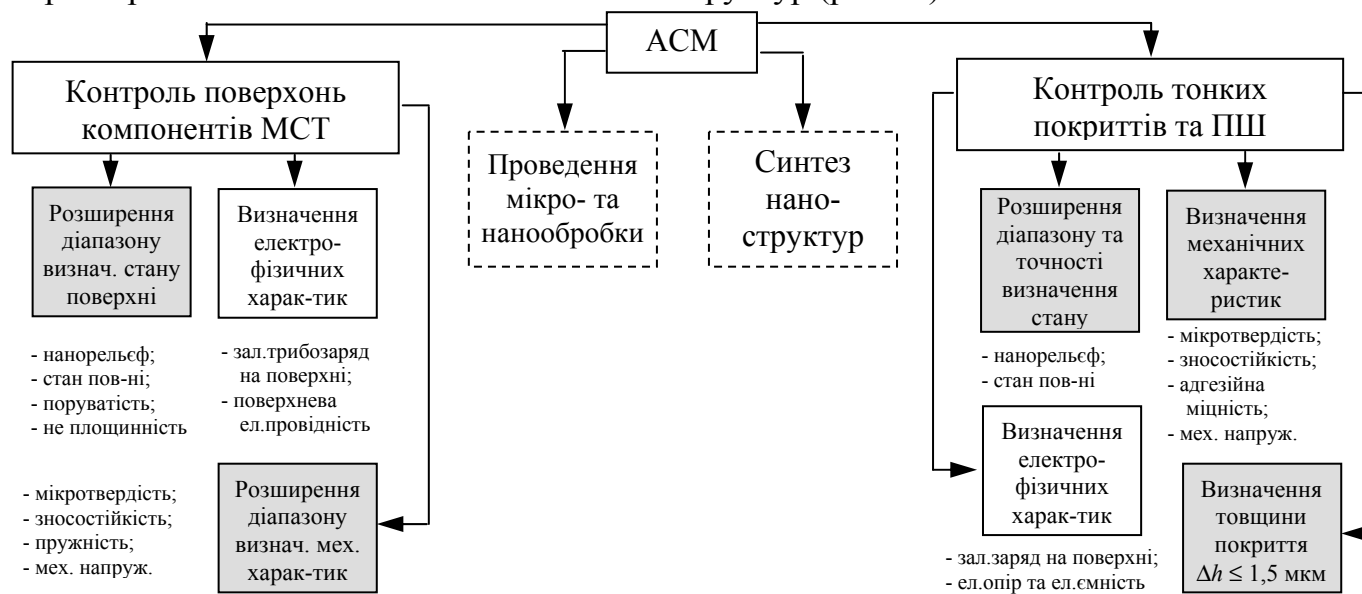 АСМ
Контроль поверхонь
компонентів МСТ
Розширення
діапазону
визнач. стану
поверхні
- нанорельєф;
- стан пов-ні;
- поруватість;
- не площинність
Визначення
електро-
фізичних
харак-тик
- зал.трибозаряд
на поверхні;
- поверхнева
ел.провідність
- мікротвердість;
- зносостійкість;
- пружність;
- мех. напруж.
Розширення
діапазону
визнач. мех.
харак-тик
Проведення
мікро- та
нанообробки
Синтез
нано-
структур
Контроль тонких
покриттів та ПШ
Розширення
діапазону та
точності
визначення
стану
- нанорельєф;
- стан пов-ні
Визначення
механічних
характе-
ристик
- мікротвердість;
- зносостійкість;
- адгезійна
міцність;
- мех. напруж.
Визначення
електро-
фізичних
харак-тик
- зал.заряд на поверхні;
- ел.опір та ел.ємність
Визначення
товщини
покриття
Δh ≤ 1,5 мкм